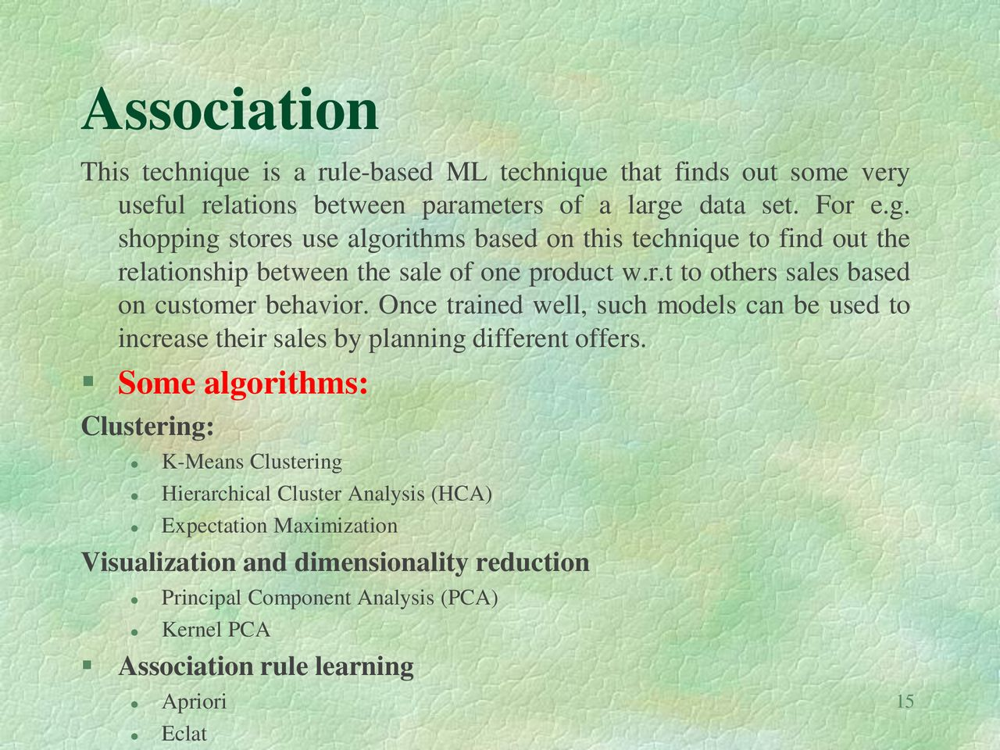 Association
This technique is a rule-based ML technique that finds out some very
useful relations between parameters of a large data set. For e.g.
shopping stores use algorithms based on this technique to find out the
relationship between the sale of one product w.r.t to others sales based
on customer behavior. Once trained well, such models can be used to
increase their sales by planning different offers.
▪ Some algorithms:
Clustering:
● K-Means Clustering
● Hierarchical Cluster Analysis (HCA)
● Expectation Maximization
Visualization and dimensionality reduction
● Principal Component Analysis (PCA)
● Kernel PCA
▪ Association rule learning
● Apriori
● Eclat
15